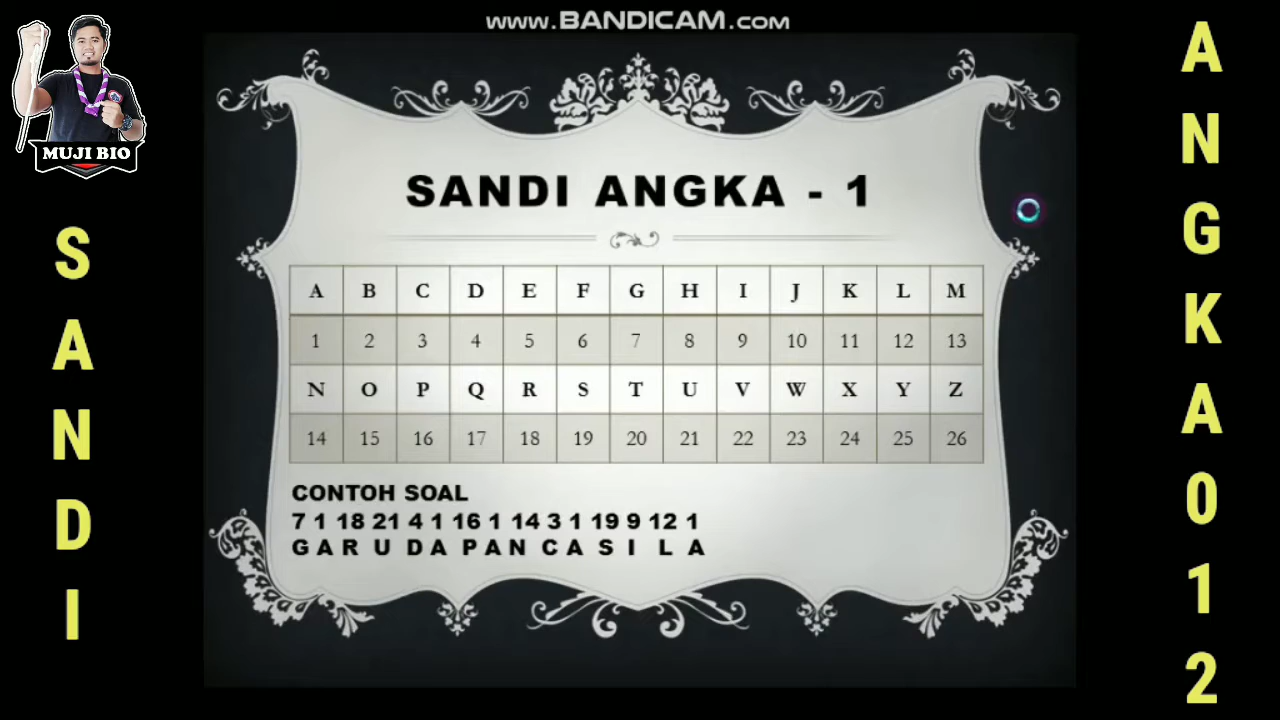 www.BANDICAM.com
MUJI BIO
SANDI
ANGKA012
SANDI ANGKA - 1
A B C D E F G H I J K L M
1 2 3 4 5 6 7 8 9 10 11 12 13
N O P Q R S T U V W X Y Z
14 15 16 17 18 19 20 21 22 23 24 25 26
CONTOH SOAL
7 1 18 21 4 1 16 1 14 3 1 19 9 12 1
G A R U D A P A N C A S I L A